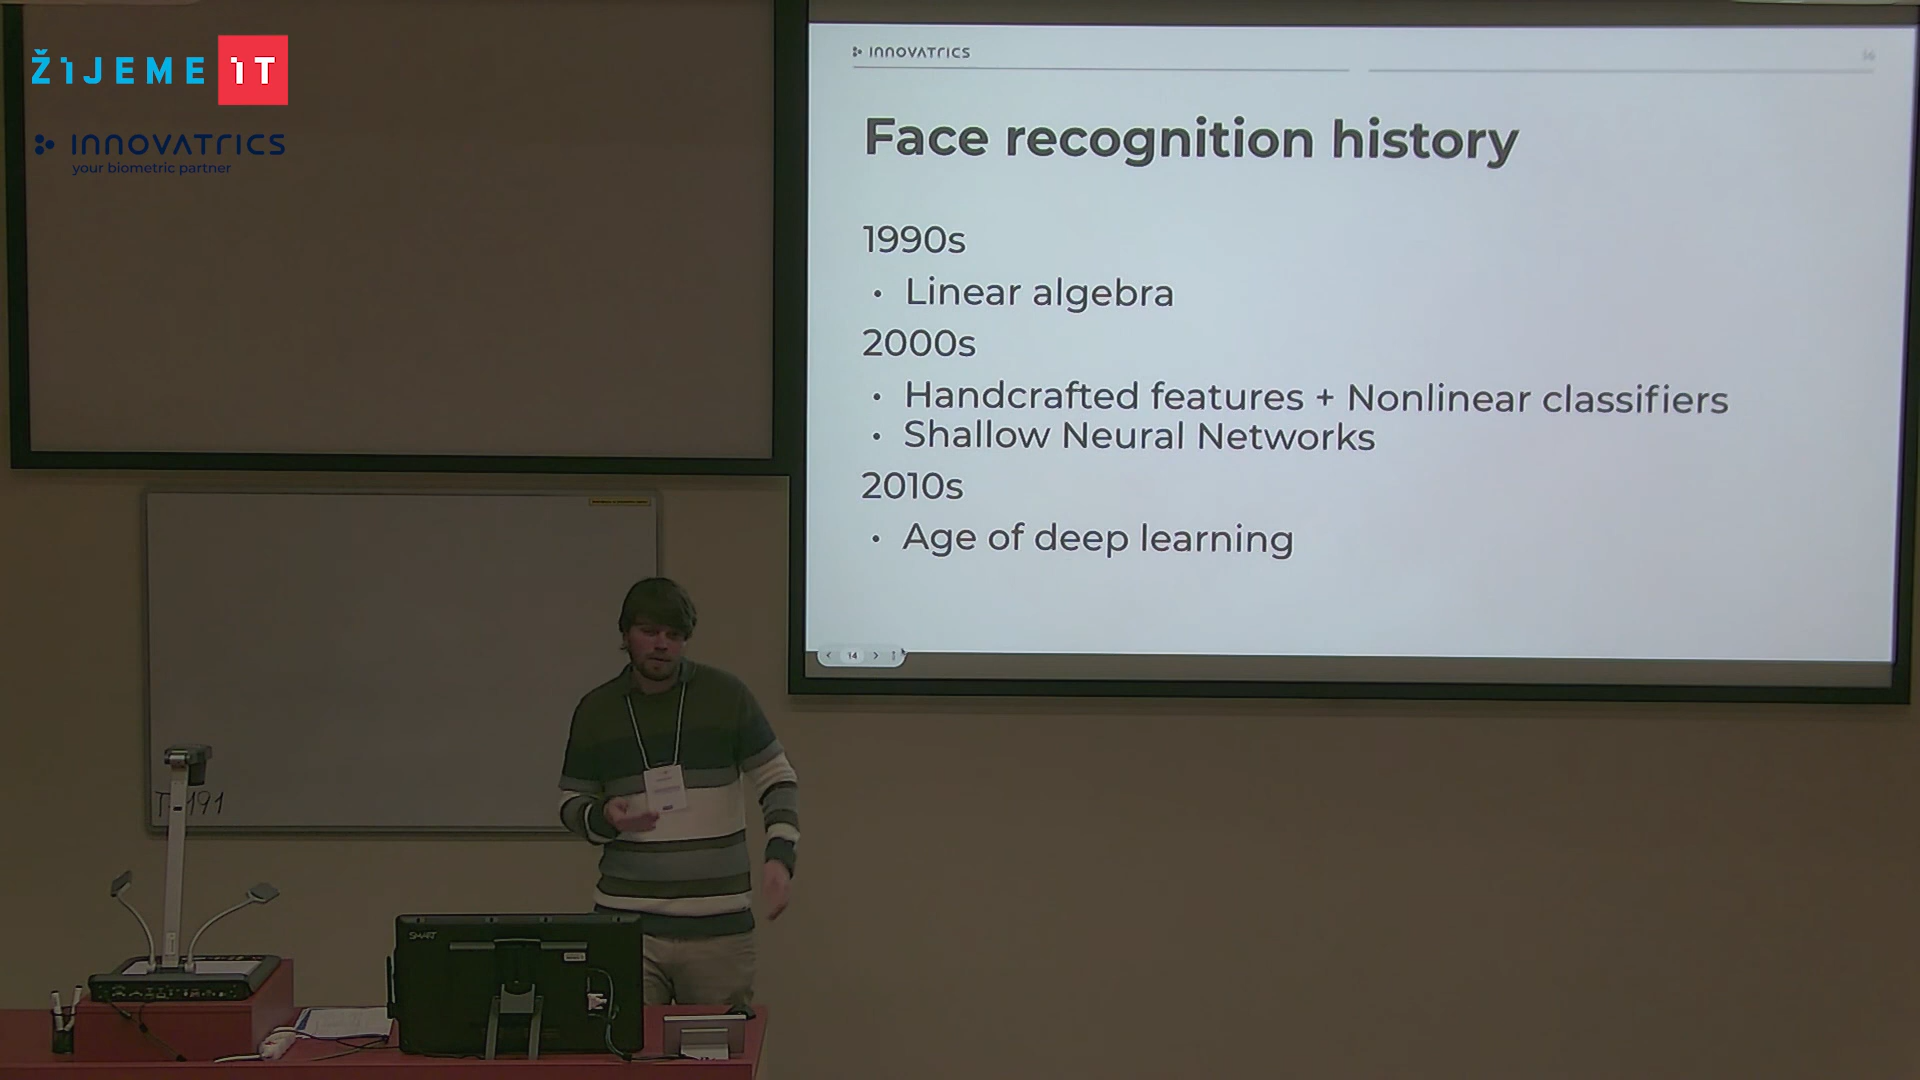 ŽIJEME IT
INNOVATRICS
your biometric partner
INNOVATRICS
Face recognition history
1990s
• Linear algebra
2000s
• Handcrafted features + Nonlinear classifiers
• Shallow Neural Networks
2010s
• Age of deep learning
14
SMART